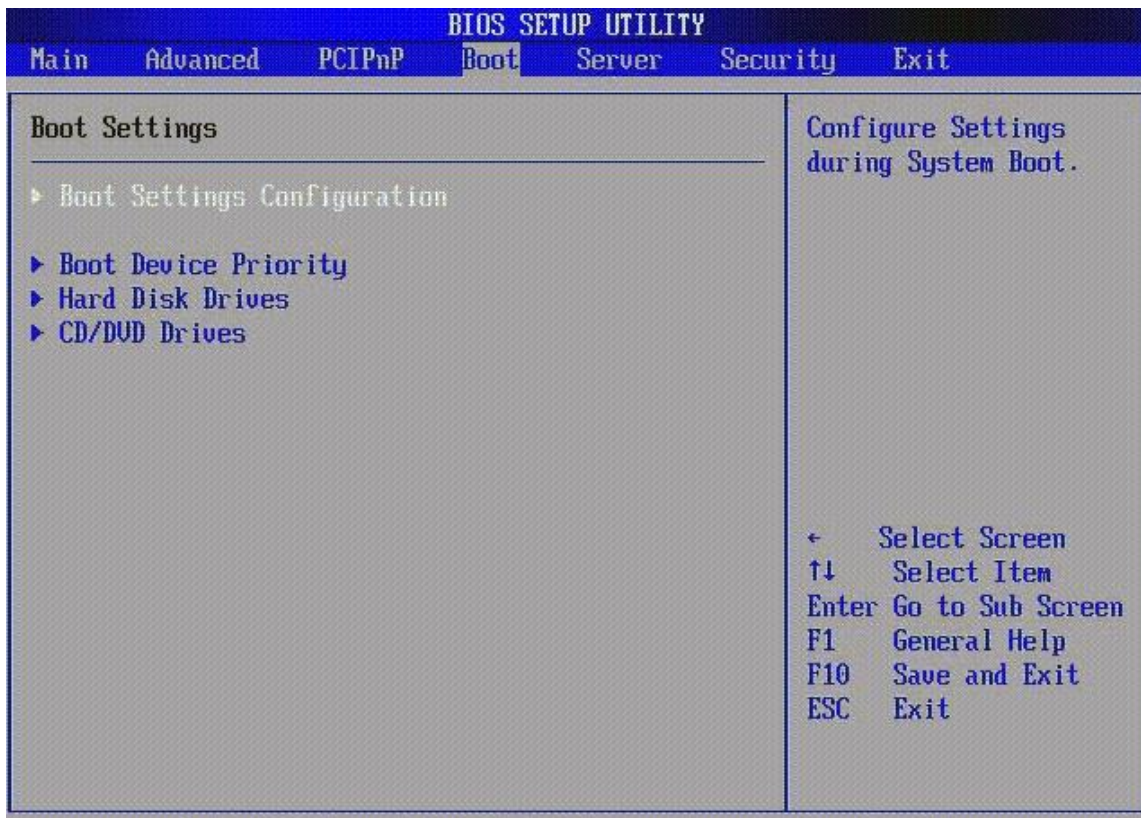 BIOS SETUP UTILITY
Main Advanced PCIPnP Boot Server Security Exit
Boot Settings
Boot Settings Configuration
Boot Device Priority
Hard Disk Drives
CD/DVD Drives
Configure Settings
during System Boot.
← Select Screen
↑↓ Select Item
Enter Go to Sub Screen
F1 General Help
F10 Save and Exit
ESC Exit